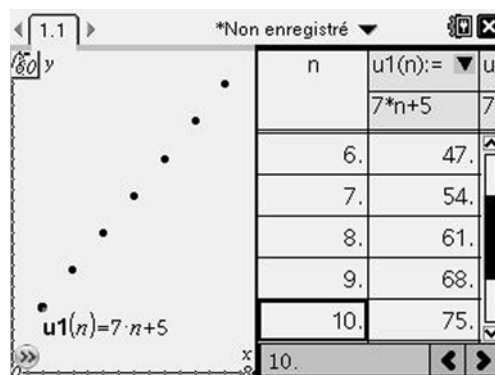 1.1 *Non enregistré
y
n u1(n):= u
7*n+5 7
6. 47.
7. 54.
8. 61.
9. 68.
10. 75.
u1(n)=7·n+5
x
10.